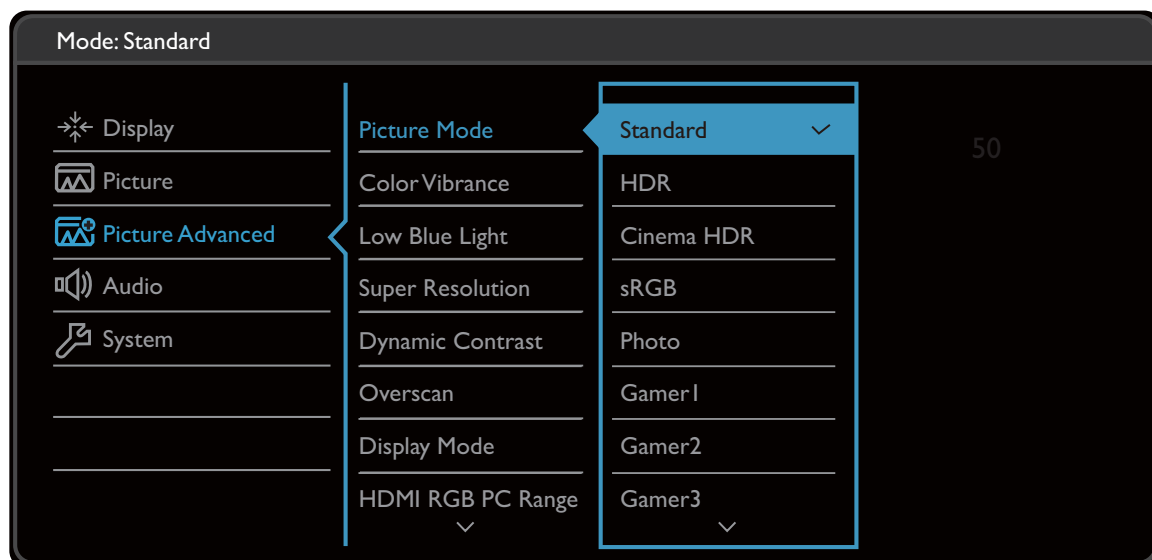 Mode: Standard
Display
Picture
Picture Advanced
Audio
System
Picture Mode
Color Vibrance
Low Blue Light
Super Resolution
Dynamic Contrast
Overscan
Display Mode
HDMI RGB PC Range
Standard
HDR
Cinema HDR
sRGB
Photo
Gamer1
Gamer2
Gamer3
50